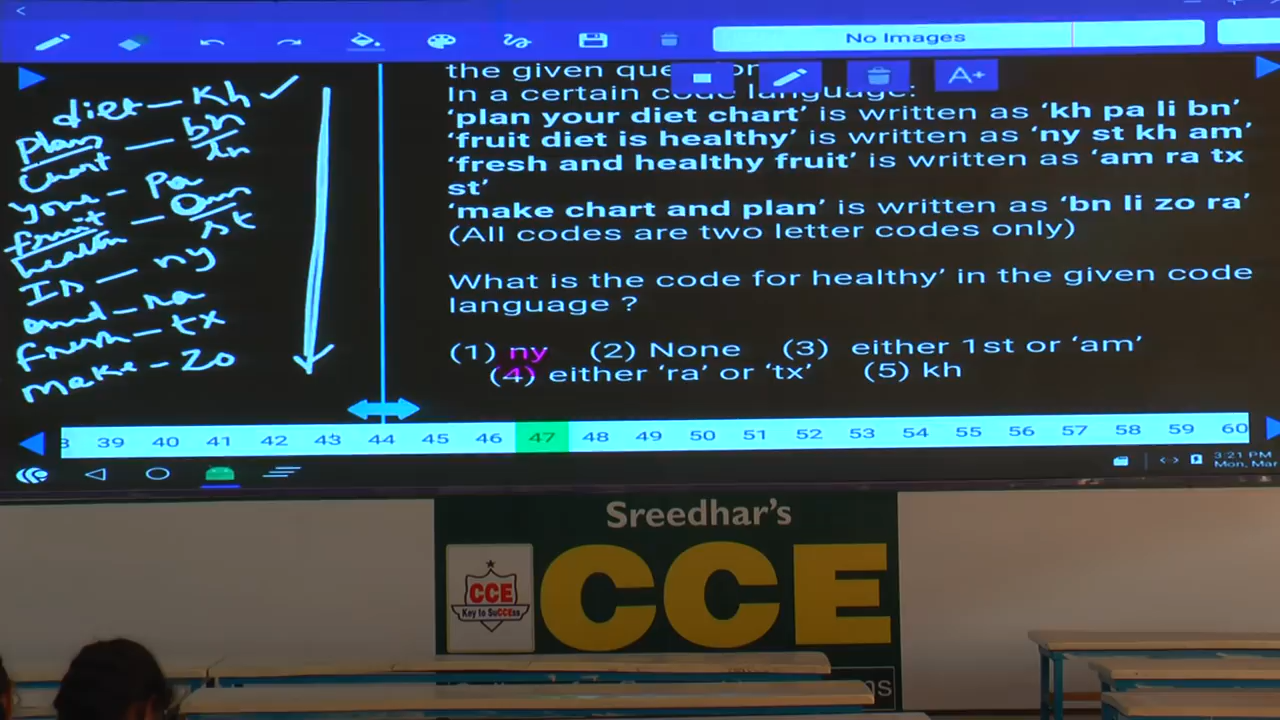 No Images
the given que
In a certain code language:
‘plan your diet chart’ is written as ‘kh pa li bn’
‘fruit diet is healthy’ is written as ‘ny st kh am’
‘fresh and healthy fruit’ is written as ‘am ra tx
st’
‘make chart and plan’ is written as ‘bn li zo ra’
(All codes are two letter codes only)
What is the code for healthy’ in the given code
language ?
(1) ny (2) None (3) either 1st or ‘am’
(4) either ‘ra’ or ‘tx’ (5) kh
A+
diet – kh ✓
plan — bn
chart
your – Pa
fruit — am
st
Is — ny
and – ra
fresh – tx
make – zo
39 40 41 42 43 44 45 46 47 48 49 50 51 52 53 54 55 56 57 58 59 60
3:21 PM
Mon, Mar
Sreedhar's
CCE
CCE
Key to SuCCEss